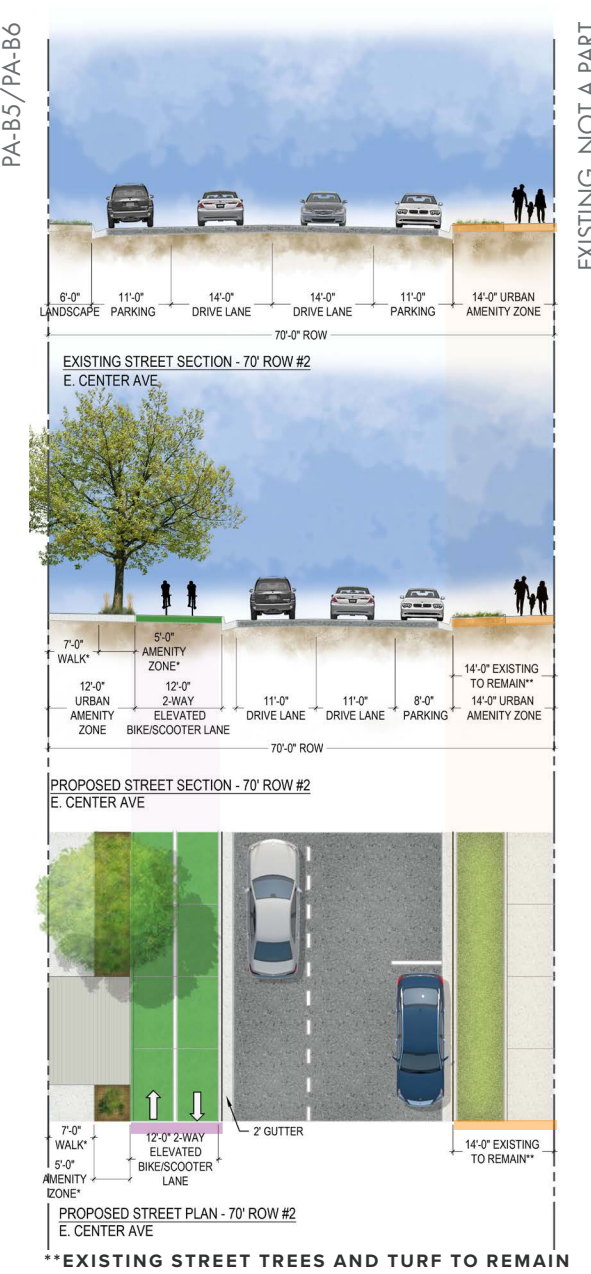 PA-B5/PA-B6
EXISTING, NOT A PART
6'-0"
LANDSCAPE
11'-0"
PARKING
14'-0"
DRIVE LANE
14'-0"
DRIVE LANE
11'-0"
PARKING
14'-0" URBAN
AMENITY ZONE
70'-0" ROW
EXISTING STREET SECTION - 70' ROW #2
E. CENTER AVE
7'-0"
WALK*
5'-0"
AMENITY
ZONE*
14'-0" EXISTING
TO REMAIN**
12'-0"
URBAN
AMENITY
ZONE
12'-0"
2-WAY
ELEVATED
BIKE/SCOOTER LANE
11'-0"
DRIVE LANE
11'-0"
DRIVE LANE
8'-0"
PARKING
14'-0" URBAN
AMENITY ZONE
70'-0" ROW
PROPOSED STREET SECTION - 70' ROW #2
E. CENTER AVE
7'-0"
WALK*
5'-0"
AMENITY
ZONE*
12'-0" 2-WAY
ELEVATED
BIKE/SCOOTER
LANE
2' GUTTER
14'-0" EXISTING
TO REMAIN**
PROPOSED STREET PLAN - 70' ROW #2
E. CENTER AVE
**EXISTING STREET TREES AND TURF TO REMAIN